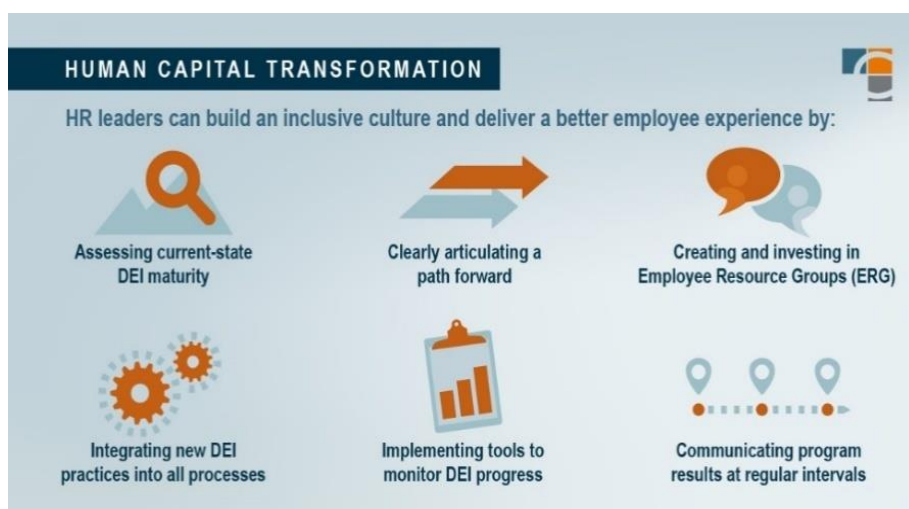 HUMAN CAPITAL TRANSFORMATION
HR leaders can build an inclusive culture and deliver a better employee experience by:
Assessing current-state
DEI maturity
Clearly articulating a
path forward
Creating and investing in
Employee Resource Groups (ERG)
Integrating new DEI
practices into all processes
Implementing tools to
monitor DEI progress
Communicating program
results at regular intervals